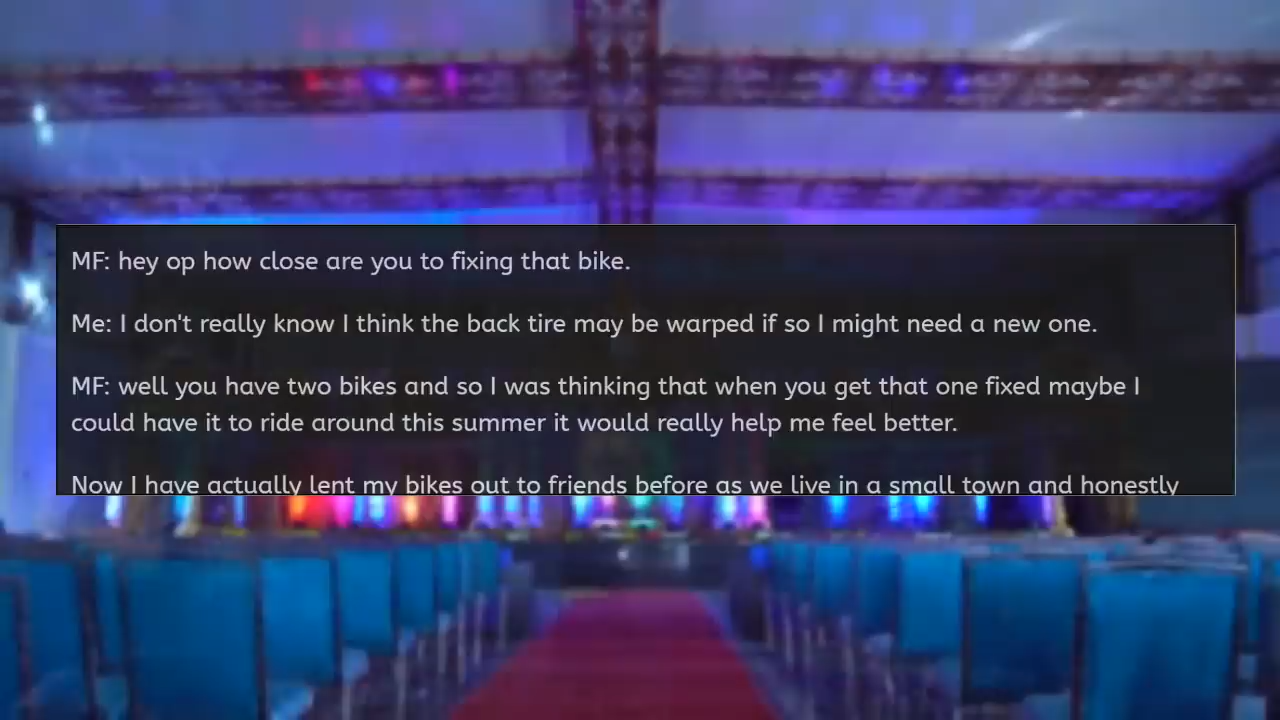 MF: hey op how close are you to fixing that bike.
Me: I don't really know I think the back tire may be warped if so I might need a new one.
MF: well you have two bikes and so I was thinking that when you get that one fixed maybe I
could have it to ride around this summer it would really help me feel better.
Now I have actually lent my bikes out to friends before as we live in a small town and honestly